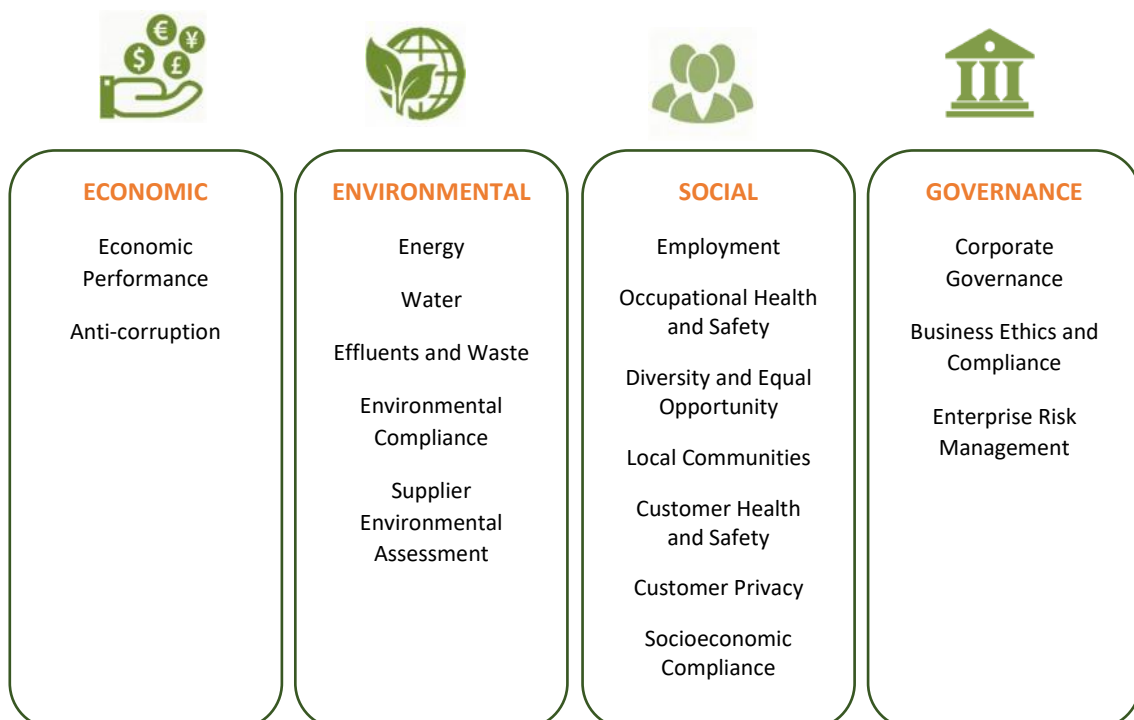 €
¥
$
£
ECONOMIC
Economic
Performance
Anti-corruption
ENVIRONMENTAL
Energy
Water
Effluents and Waste
Environmental
Compliance
Supplier
Environmental
Assessment
SOCIAL
Employment
Occupational Health
and Safety
Diversity and Equal
Opportunity
Local Communities
Customer Health
and Safety
Customer Privacy
Socioeconomic
Compliance
GOVERNANCE
Corporate
Governance
Business Ethics and
Compliance
Enterprise Risk
Management